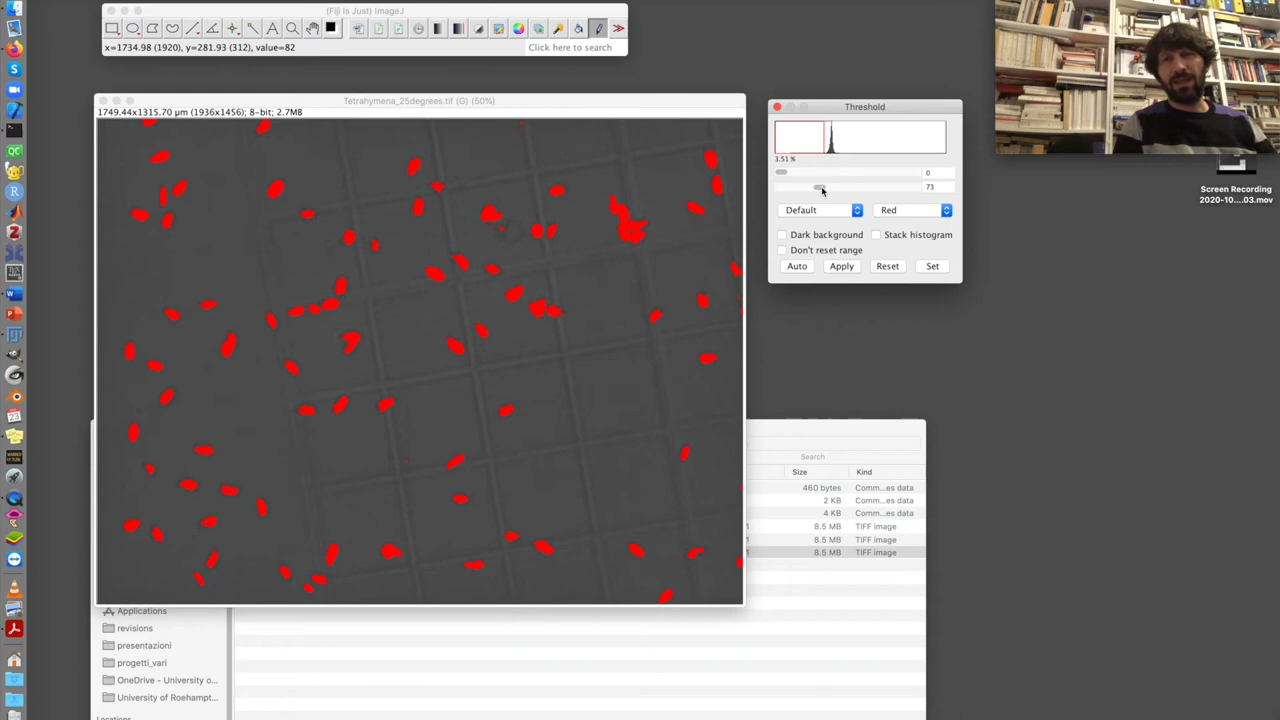 (Fiji Is Just) ImageJ
x=1734.98 (1920), y=281.93 (312), value=82
Click here to search
Tetrahymena_25degrees.tif (G) (50%)
1749.44x1315.70 µm (1936x1456); 8-bit; 2.7MB
Threshold
3.51 %
0
73
Default
Red
Dark background
Stack histogram
Don't reset range
Auto
Apply
Reset
Set
Screen Recording
2020-10....03.mov
Search
Size
Kind
460 bytes
Comm...es data
2 KB
Comm...es data
4 KB
Comm...es data
8.5 MB
TIFF image
8.5 MB
TIFF image
8.5 MB
TIFF image
Applications
revisions
presentazioni
progetti_vari
OneDrive - University o...
University of Roehampt...
Locations